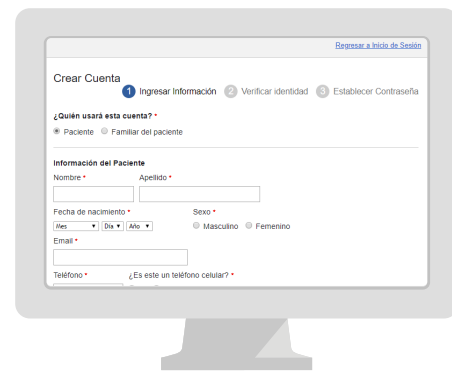 Regresar a Inicio de Sesión
Crear Cuenta
1 Ingresar Información 2 Verificar identidad 3 Establecer Contraseña
¿Quién usará esta cuenta? *
Paciente Familiar del paciente
Información del Paciente
Nombre * Apellido *
Fecha de nacimiento * Sexo *
Mes Día Año Masculino Femenino
Email *
Teléfono * ¿Es este un teléfono celular? *